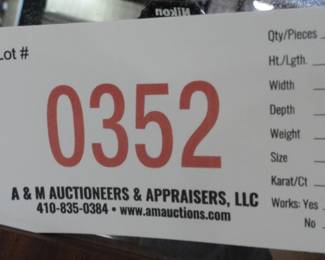 Nikon
Lot #
0352
A & M AUCTIONEERS & APPRAISERS, LLC
410-835-0384 • www.amauctions.com
Qty/Pieces
Ht./Lgth.
Width
Depth
Weight
Size
Karat/Ct
Works: Yes
No